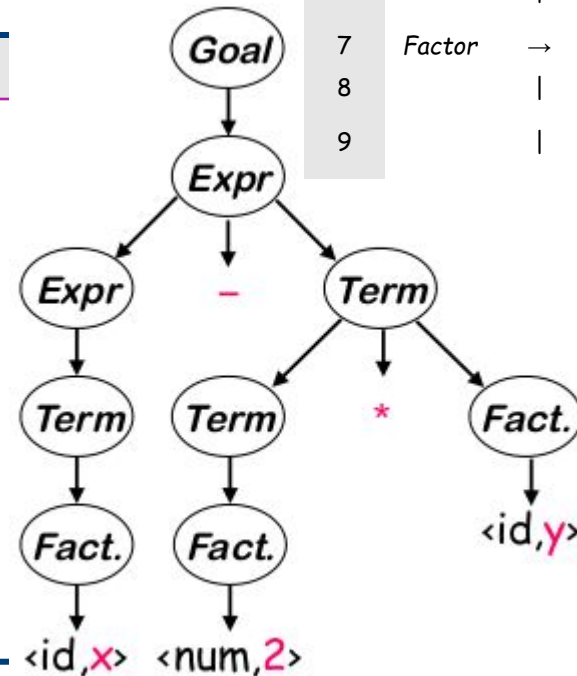 Goal
7 Factor →
8 |
Expr
9 |
Expr – Term
Term Term * Fact.
Fact. Fact. <id,y>
<id,x> <num,2>